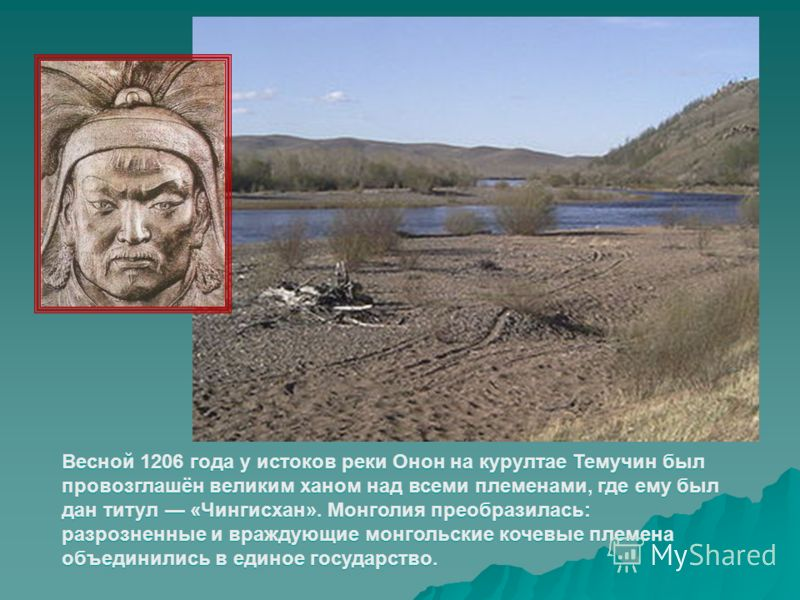 Весной 1206 года у истоков реки Онон на курултае Темучин был
провозглашён великим ханом над всеми племенами, где ему был
дан титул — «Чингисхан». Монголия преобразилась:
разрозненные и враждующие монгольские кочевые племена
объединились в единое государство.
MyShared